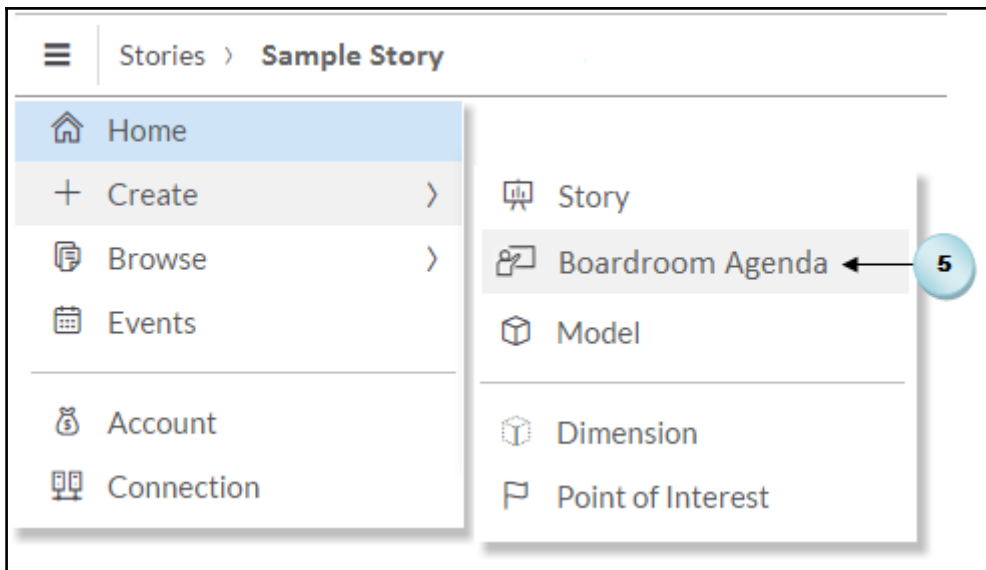 Stories > Sample Story
Home
Create >
Browse >
Events
Account
Connection
Story
Boardroom Agenda
5
Model
Dimension
Point of Interest